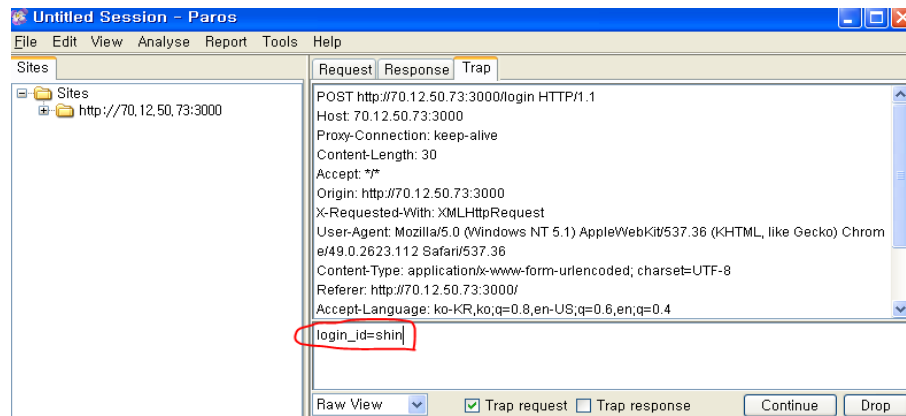 Untitled Session - Paros
File Edit View Analyse Report Tools Help
Sites
Request Response Trap
Sites
http://70,12,50,73:3000
POST http://70.12.50.73:3000/login HTTP/1.1
Host: 70.12.50.73:3000
Proxy-Connection: keep-alive
Content-Length: 30
Accept: */*
Origin: http://70.12.50.73:3000
X-Requested-With: XMLHttpRequest
User-Agent: Mozilla/5.0 (Windows NT 5.1) AppleWebKit/537.36 (KHTML, like Gecko) Chrom
e/49.0.2623.112 Safari/537.36
Content-Type: application/x-www-form-urlencoded; charset=UTF-8
Referer: http://70.12.50.73:3000/
Accept-Language: ko-KR,ko;q=0.8,en-US;q=0.6,en;q=0.4
login_id=shin
Raw View Trap request Trap response Continue Drop